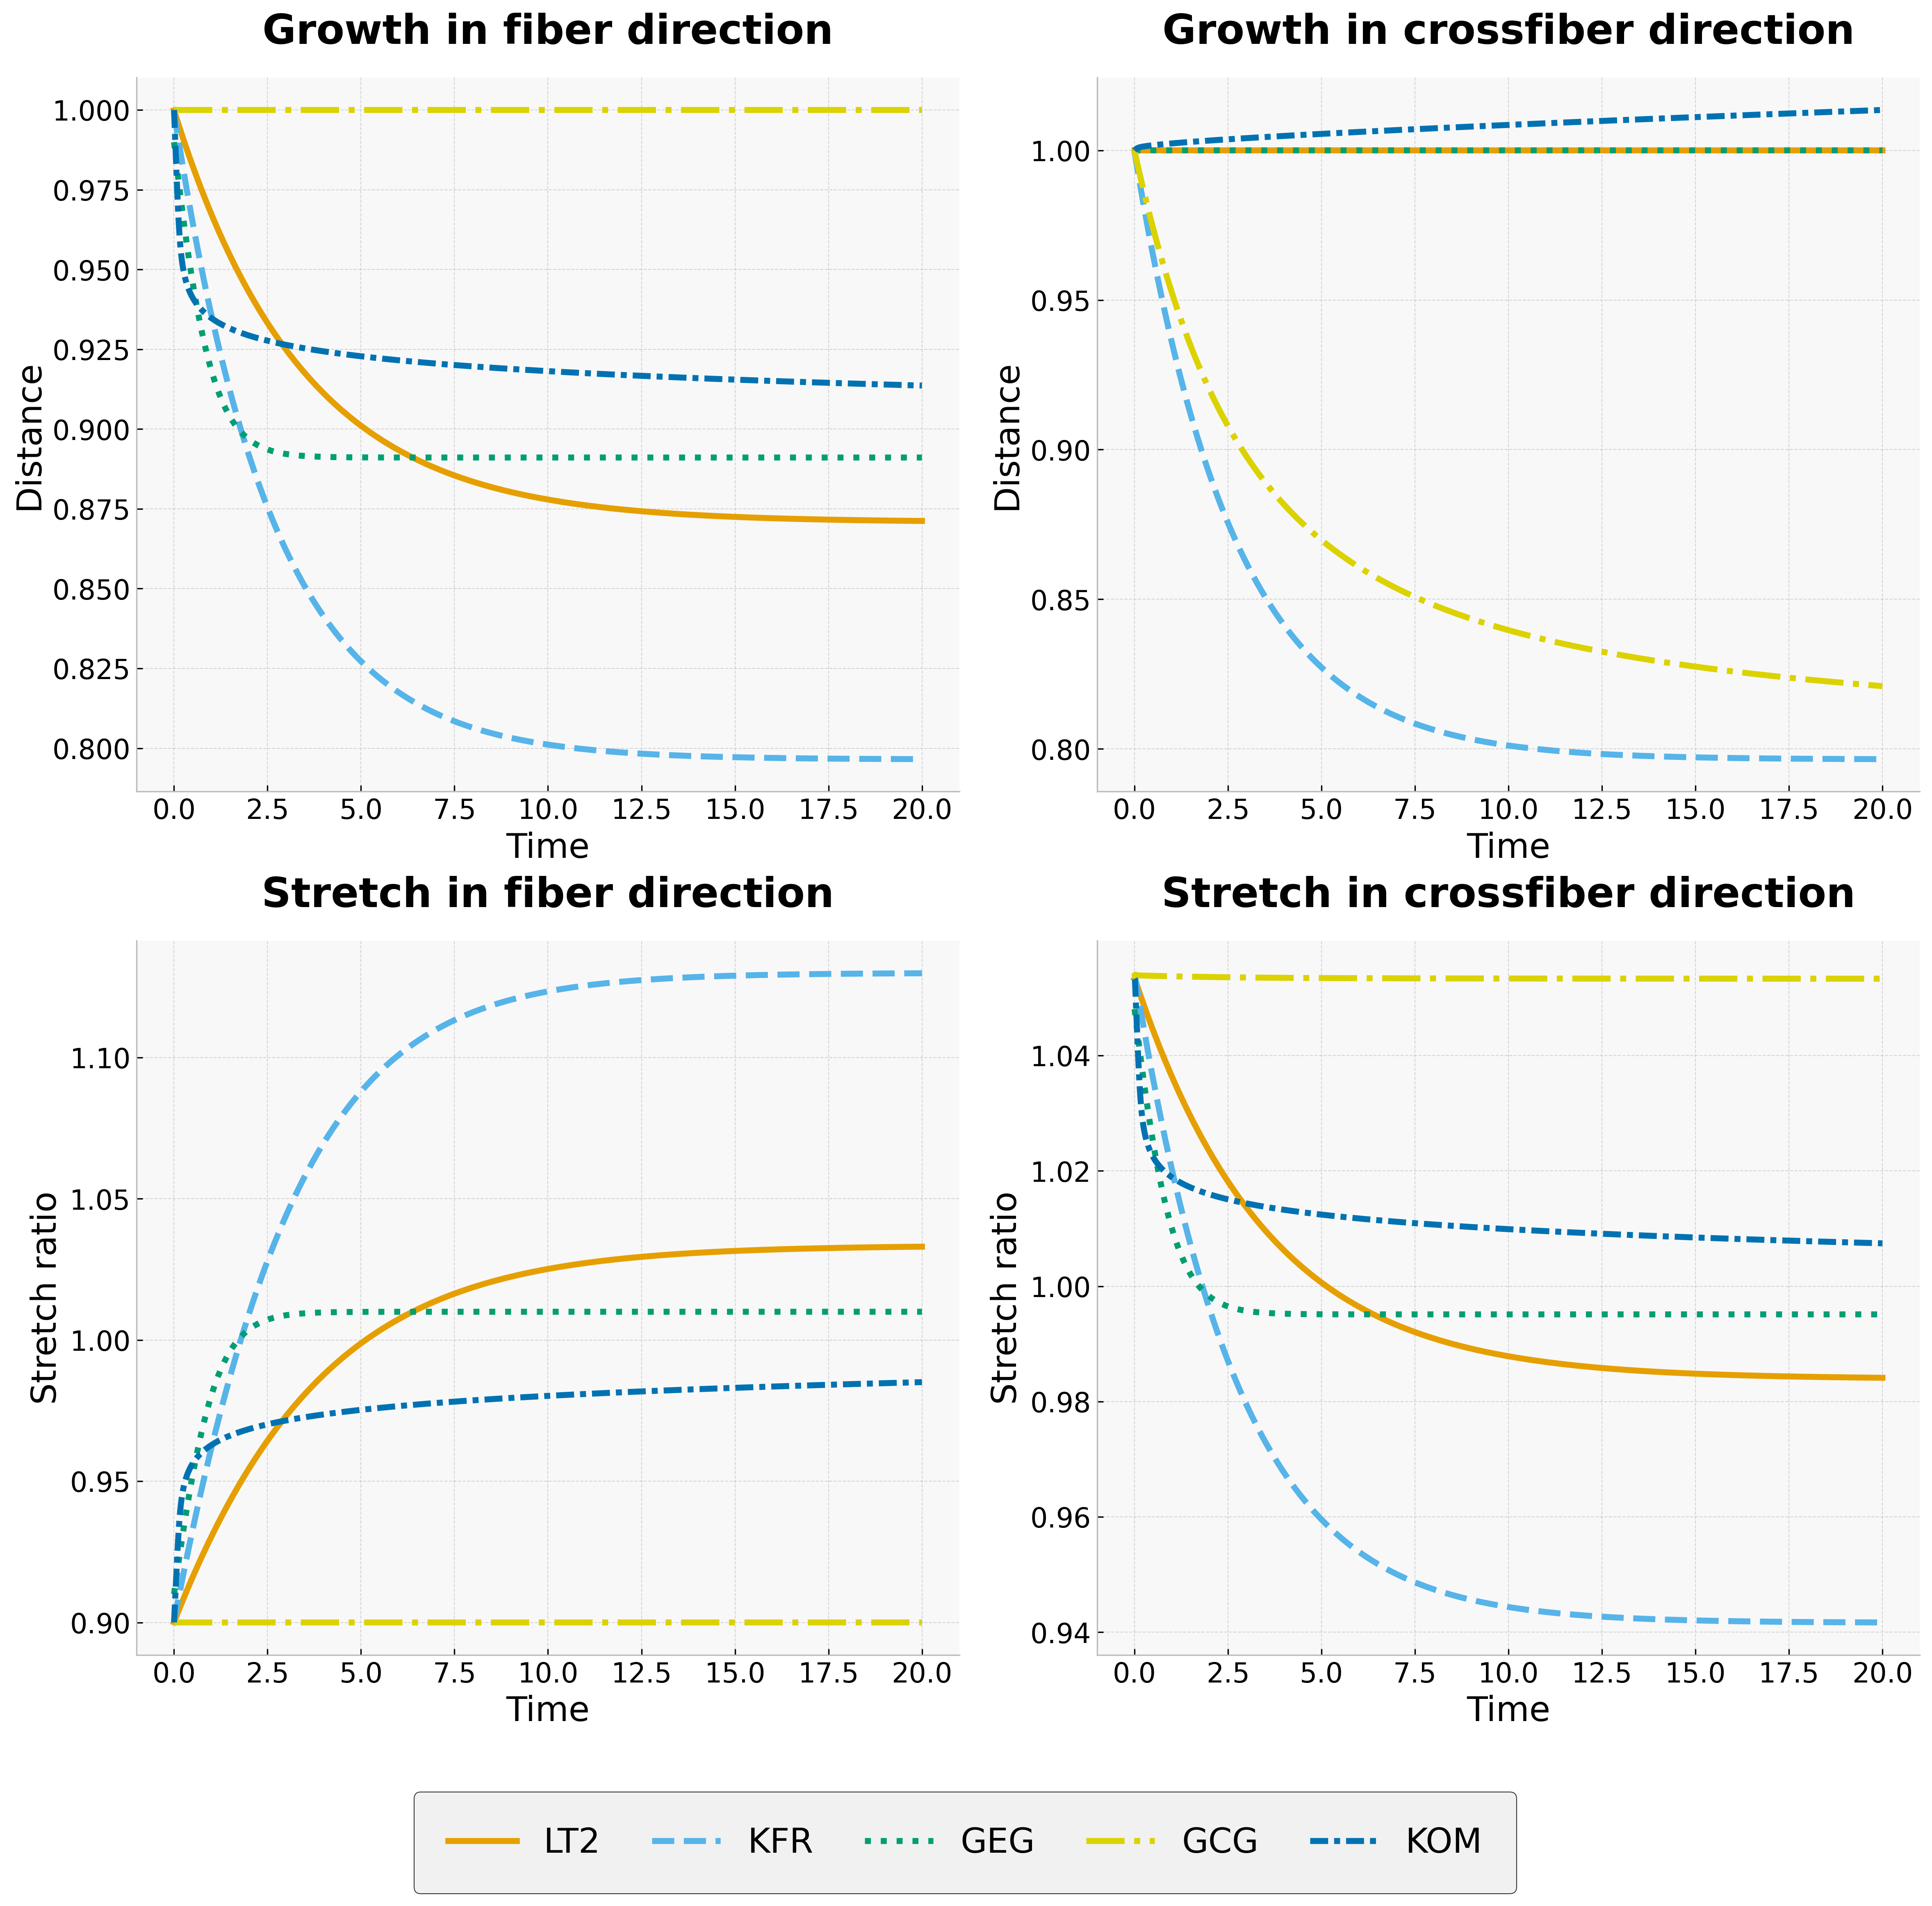 Growth in fiber direction
Distance
1.000
0.975
0.950
0.925
0.900
0.875
0.850
0.825
0.800
0.0 2.5 5.0 7.5 10.0 12.5 15.0 17.5 20.0
Time
Growth in crossfiber direction
Distance
1.00
0.95
0.90
0.85
0.80
0.0 2.5 5.0 7.5 10.0 12.5 15.0 17.5 20.0
Time
Stretch in fiber direction
Stretch ratio
1.10
1.05
1.00
0.95
0.90
0.0 2.5 5.0 7.5 10.0 12.5 15.0 17.5 20.0
Time
Stretch in crossfiber direction
Stretch ratio
1.04
1.02
1.00
0.98
0.96
0.94
0.0 2.5 5.0 7.5 10.0 12.5 15.0 17.5 20.0
Time
LT2 KFR GEG GCG KOM